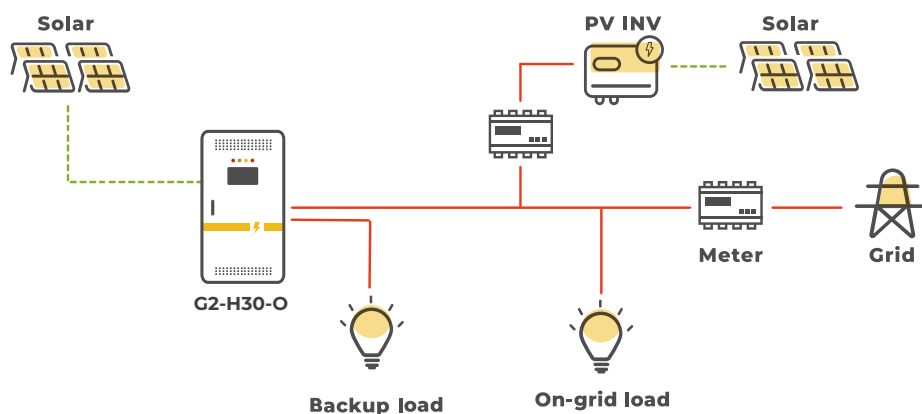 Solar
PV INV
Solar
Meter
Grid
G2-H30-O
Backup load
On-grid load